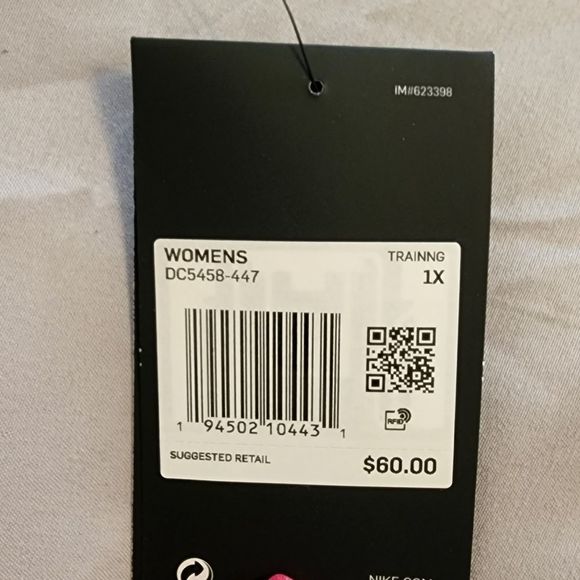 IM#623398
WOMENS TRAINNG
DC5458-447 1X
RFID
1 94502 10443 1
SUGGESTED RETAIL $60.00